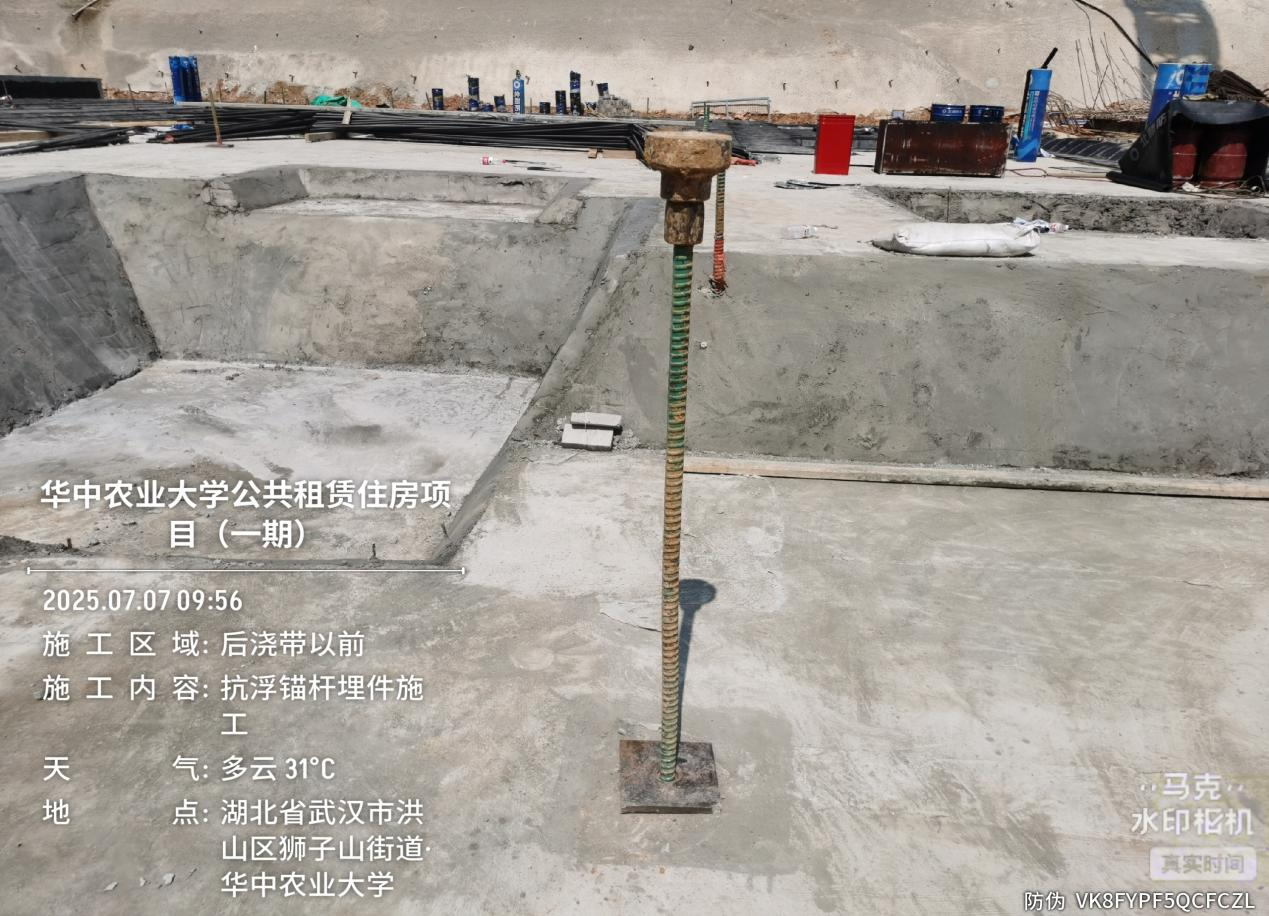 华中农业大学公共租赁住房项
目（一期）
2025.07.07 09:56
施工区域：后浇带以前
施工内容：抗浮锚杆埋件施
工
天气：多云 31°C
地点：湖北省武汉市洪
山区狮子山街道·
华中农业大学
马克
水印相机
真实时间
防伪 VK8FYPF5QCFCZL